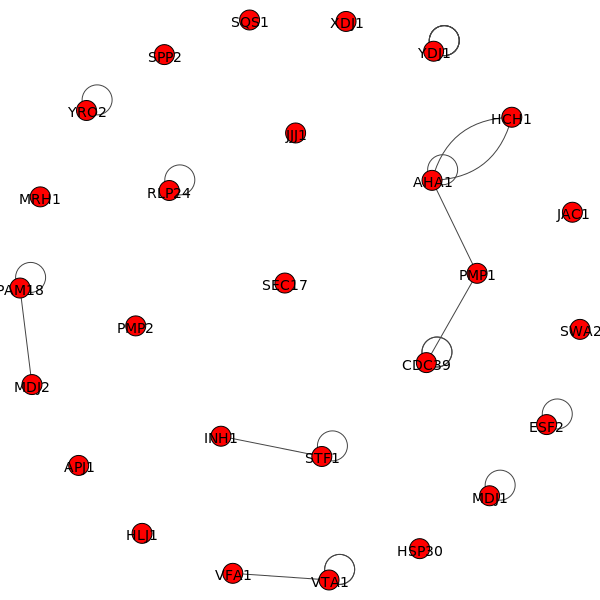 SQS1
XDJ1
SPP2
YDJ1
YRO2
HCH1
JJJ1
AHA1
RLP24
MRH1
JAC1
PMP1
SEC17
PAM18
PMP2
SWA2
CDC39
MDJ2
ESF2
INH1
STF1
API1
MDJ1
HLJ1
HSP30
VFA1
VTA1